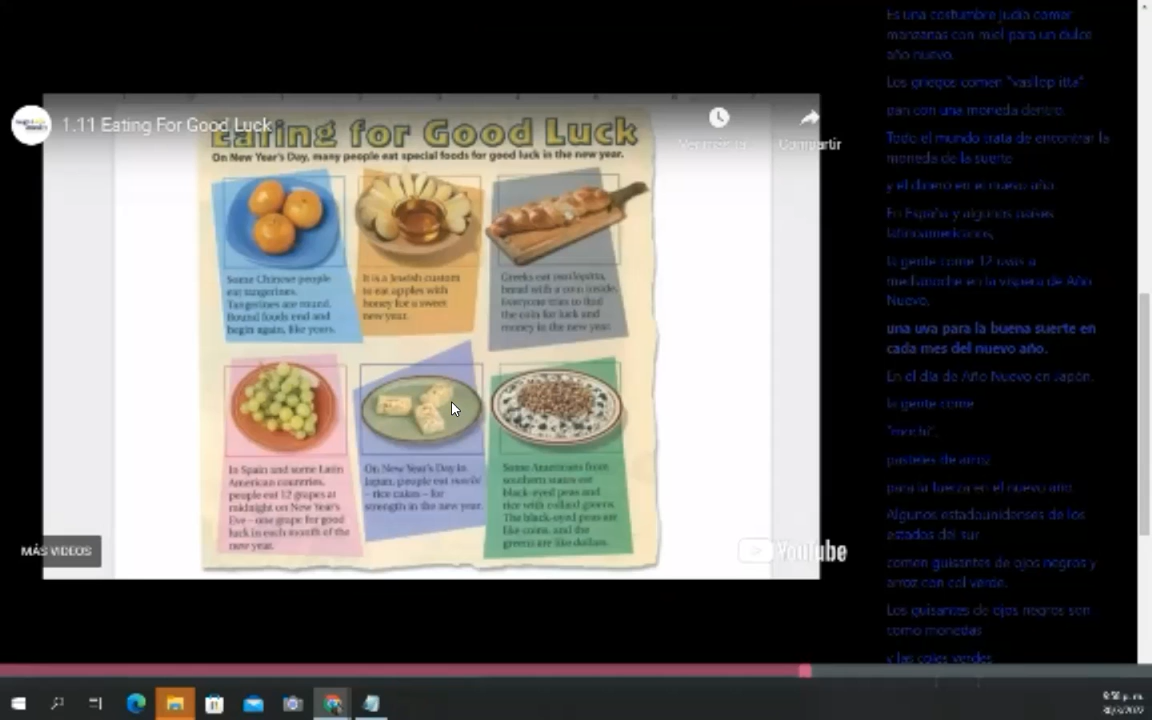 1.11 Eating For Good Luck
Eating for Good Luck
On New Year's Day, many people eat special foods for good luck in the new year.
Ver más tar...
Compartir
Some Chinese people
eat tangerines.
Tangerines are round.
Round foods end and
begin again, like years.
It is a Jewish custom
to eat apples with
honey for a sweet
new year.
Greeks eat vasilopitta,
bread with a coin inside.
Everyone tries to find
the coin for luck and
money in the new year.
In Spain and some Latin
American countries,
people eat 12 grapes at
midnight on New Year's
Eve – one grape for good
luck in each month of the
new year.
On New Year's Day in
Japan, people eat mochi
– rice cakes – for
strength in the new year.
Some Americans from
southern states eat
black-eyed peas and
rice with collard greens.
The black-eyed peas are
like coins, and the
greens are like dollars.
MÁS VIDEOS
YouTube
Es una costumbre judía comer
manzanas con miel para un dulce
año nuevo.
Los griegos comen "vasilop itta"
pan con una moneda dentro.
Todo el mundo trata de encontrar la
moneda de la suerte
y el dinero en el nuevo año
En España y algunos países
latinoamericanos,
la gente come 12 uvas a
medianoche en la víspera de Año
Nuevo.
una uva para la buena suerte en
cada mes del nuevo año.
En el día de Año Nuevo en Japón,
la gente come
"mochi",
pasteles de arroz
para la fuerza en el nuevo año.
Algunos estadounidenses de los
estados del sur
comen guisantes de ojos negros y
arroz con col verde.
Los guisantes de ojos negros son
como monedas
y las coles verdes